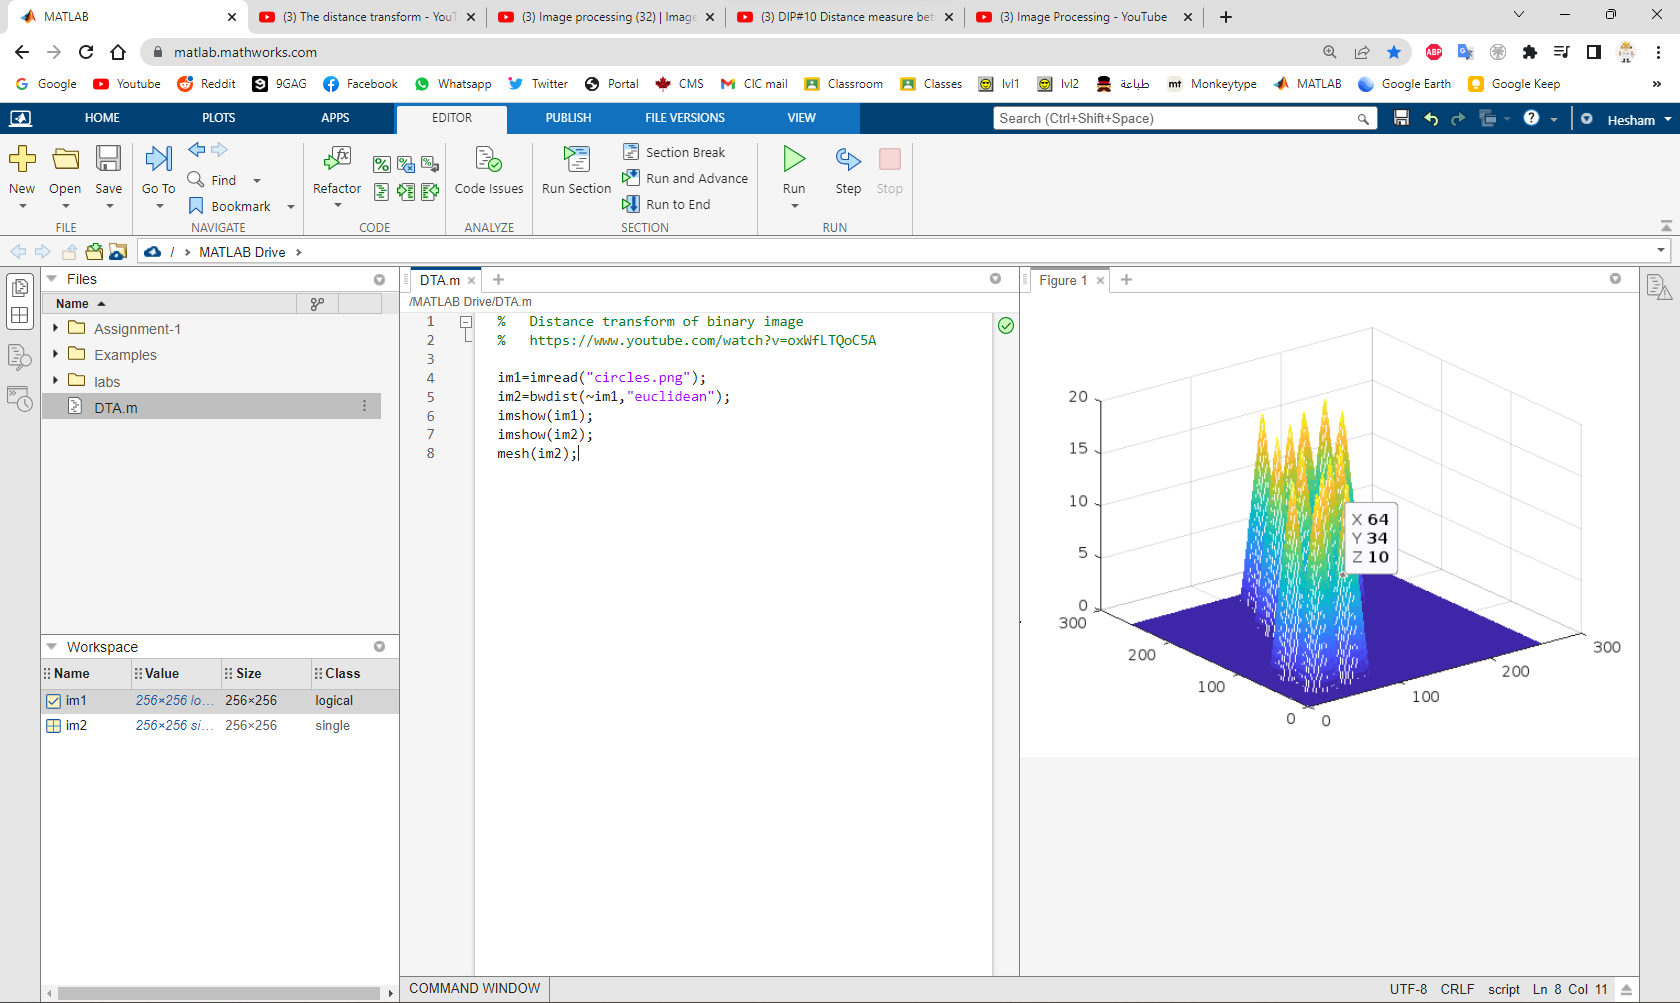 MATLAB
(3) The distance transform - YouT
(3) Image processing (32) | Image
(3) DIP#10 Distance measure bet
(3) Image Processing - YouTube
matlab.mathworks.com
ABP
Google
Youtube
Reddit
9GAG
Facebook
Whatsapp
Twitter
Portal
CMS
CIC mail
Classroom
Classes
lvl1
lvl2
طباعة
mt Monkeytype
MATLAB
Google Earth
Google Keep
»
HOME
PLOTS
APPS
EDITOR
PUBLISH
FILE VERSIONS
VIEW
Search (Ctrl+Shift+Space)
Hesham
New
Open
Save
Go To
Find
Bookmark
Refactor
Code Issues
Run Section
Section Break
Run and Advance
Run to End
Run
Step
Stop
FILE
NAVIGATE
CODE
ANALYZE
SECTION
RUN
/ › MATLAB Drive ›
Files
Name
Assignment-1
Examples
labs
DTA.m
Workspace
Name Value Size Class
im1 256×256 lo... 256×256 logical
im2 256×256 si... 256×256 single
DTA.m
/MATLAB Drive/DTA.m
1 % Distance transform of binary image
2 % https://www.youtube.com/watch?v=oxWfLTQoC5A
3
4 im1=imread("circles.png");
5 im2=bwdist(~im1,"euclidean");
6 imshow(im1);
7 imshow(im2);
8 mesh(im2);
Figure 1
20
15
10
5
0
300
200
100
0
0
100
200
300
X 64
Y 34
Z 10
COMMAND WINDOW
UTF-8 CRLF script Ln 8 Col 11